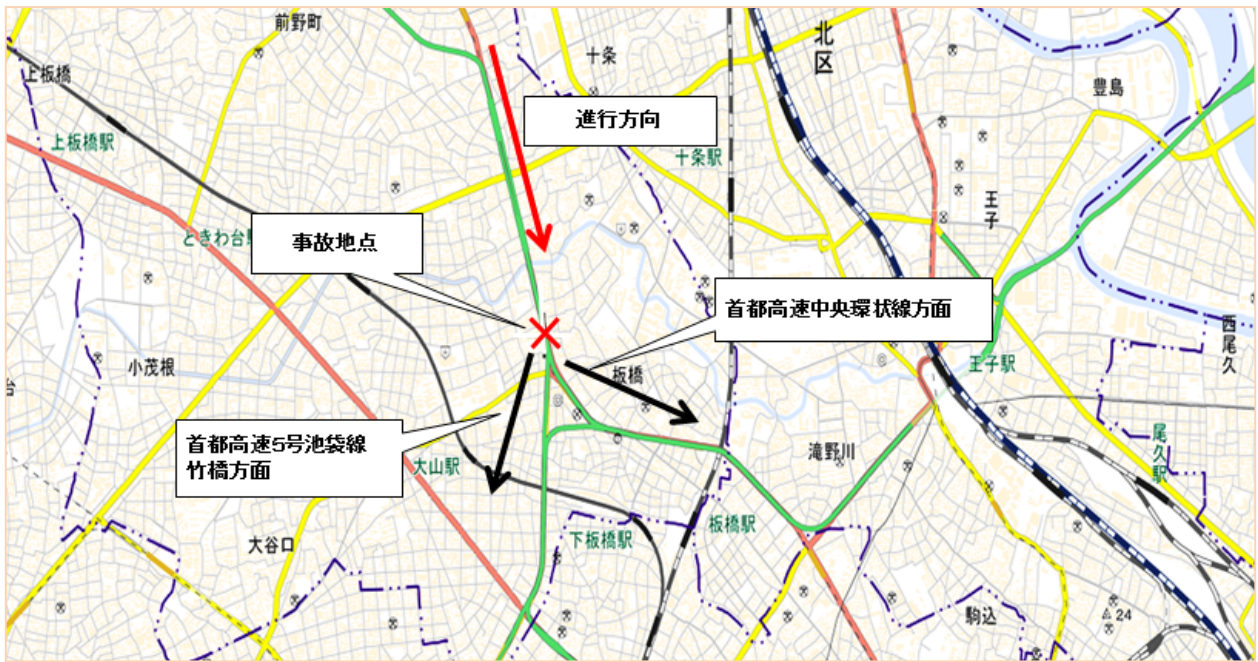 前野町
上板橋
上板橋駅
十条
北区
豊島
進行方向
十条駅
王子
ときわ台
事故地点
首都高速中央環状線方面
西尾久
王子駅
小茂根
台
板橋
首都高速5号池袋線
竹橋方面
大山駅
滝野川
尾久駅
大谷口
下板橋駅
板橋駅
駒込
24